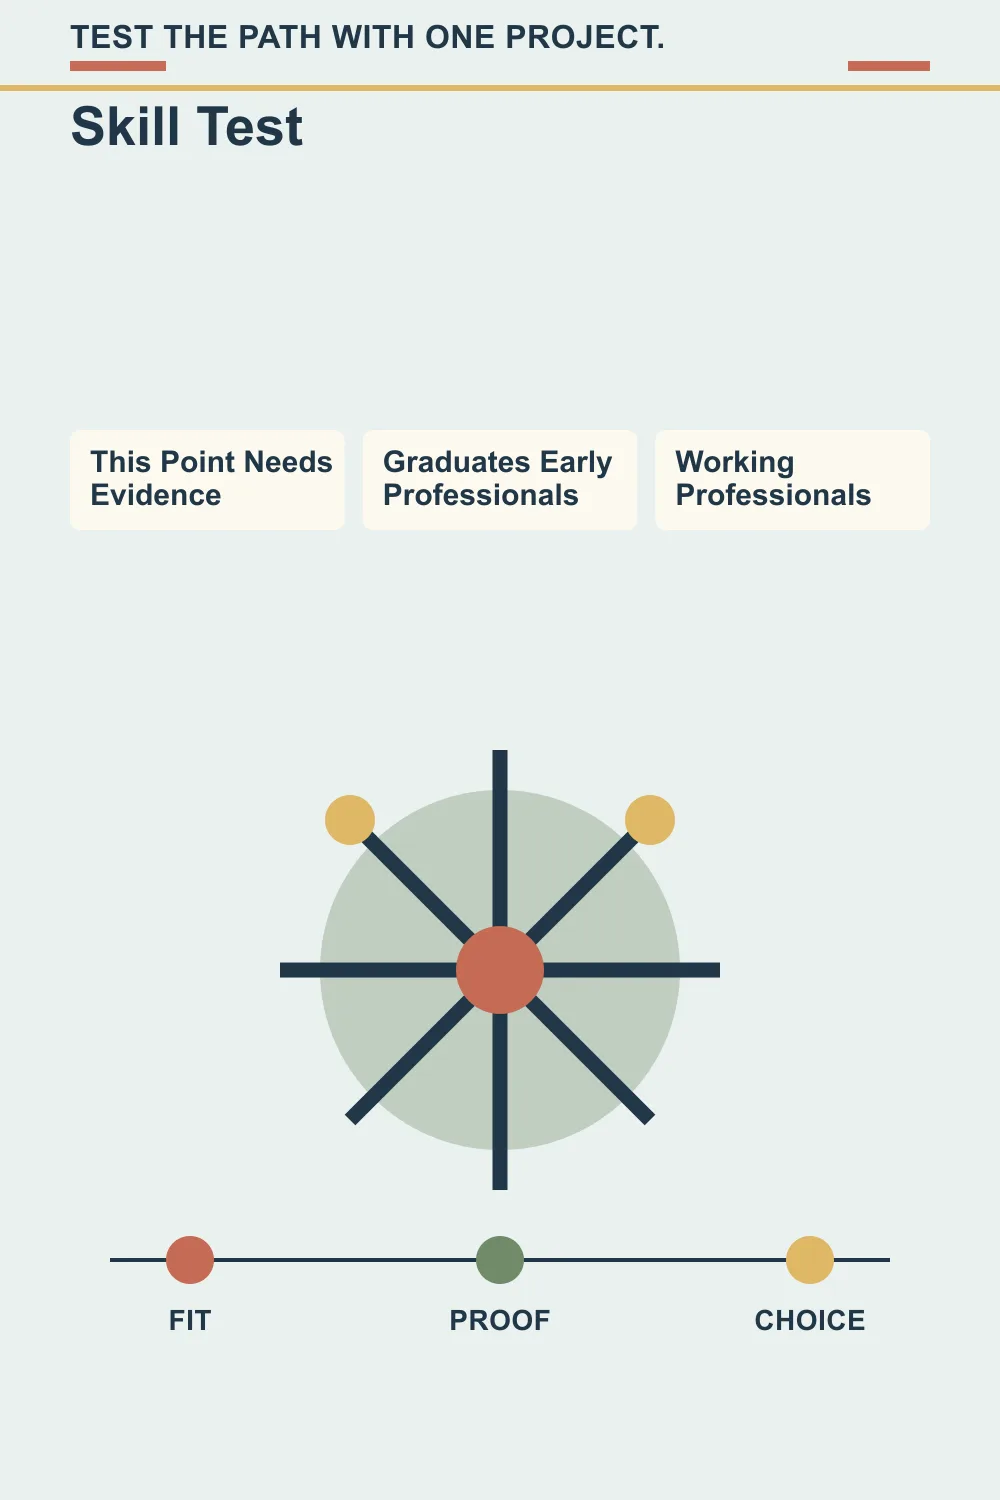 TEST THE PATH WITH ONE PROJECT.
Skill Test
This Point Needs
Evidence
Graduates Early
Professionals
Working
Professionals
FIT
PROOF
CHOICE